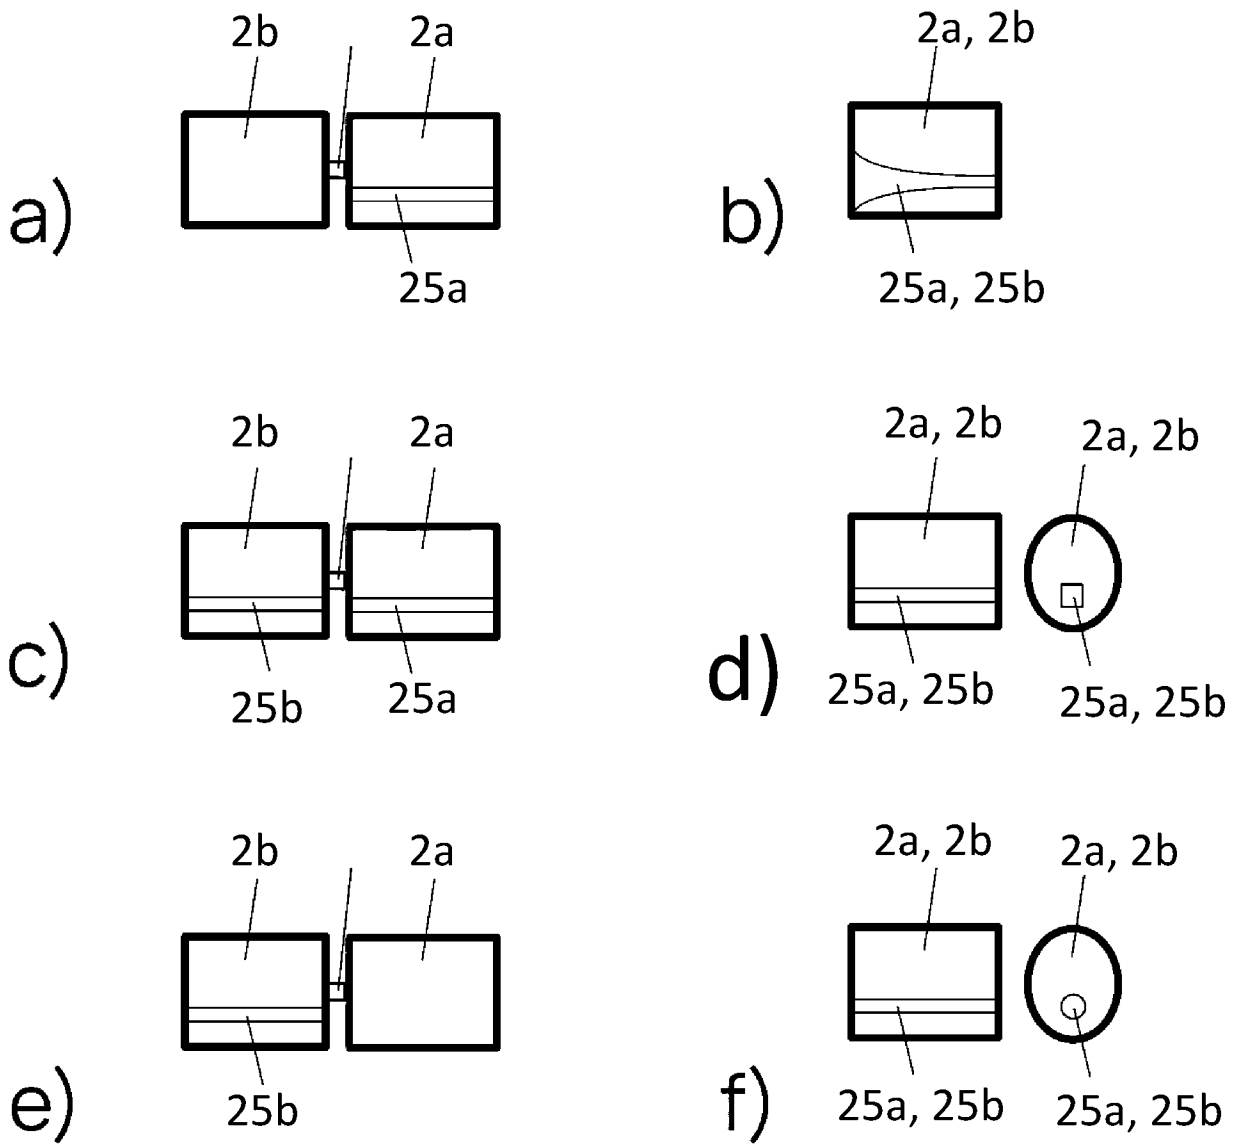 2b 2a 2a, 2b
a) b)
25a 25a, 25b
2b 2a 2a, 2b 2a, 2b
c) d)
25b 25a 25a, 25b 25a, 25b
2b 2a 2a, 2b 2a, 2b
e) f)
25b 25a, 25b 25a, 25b